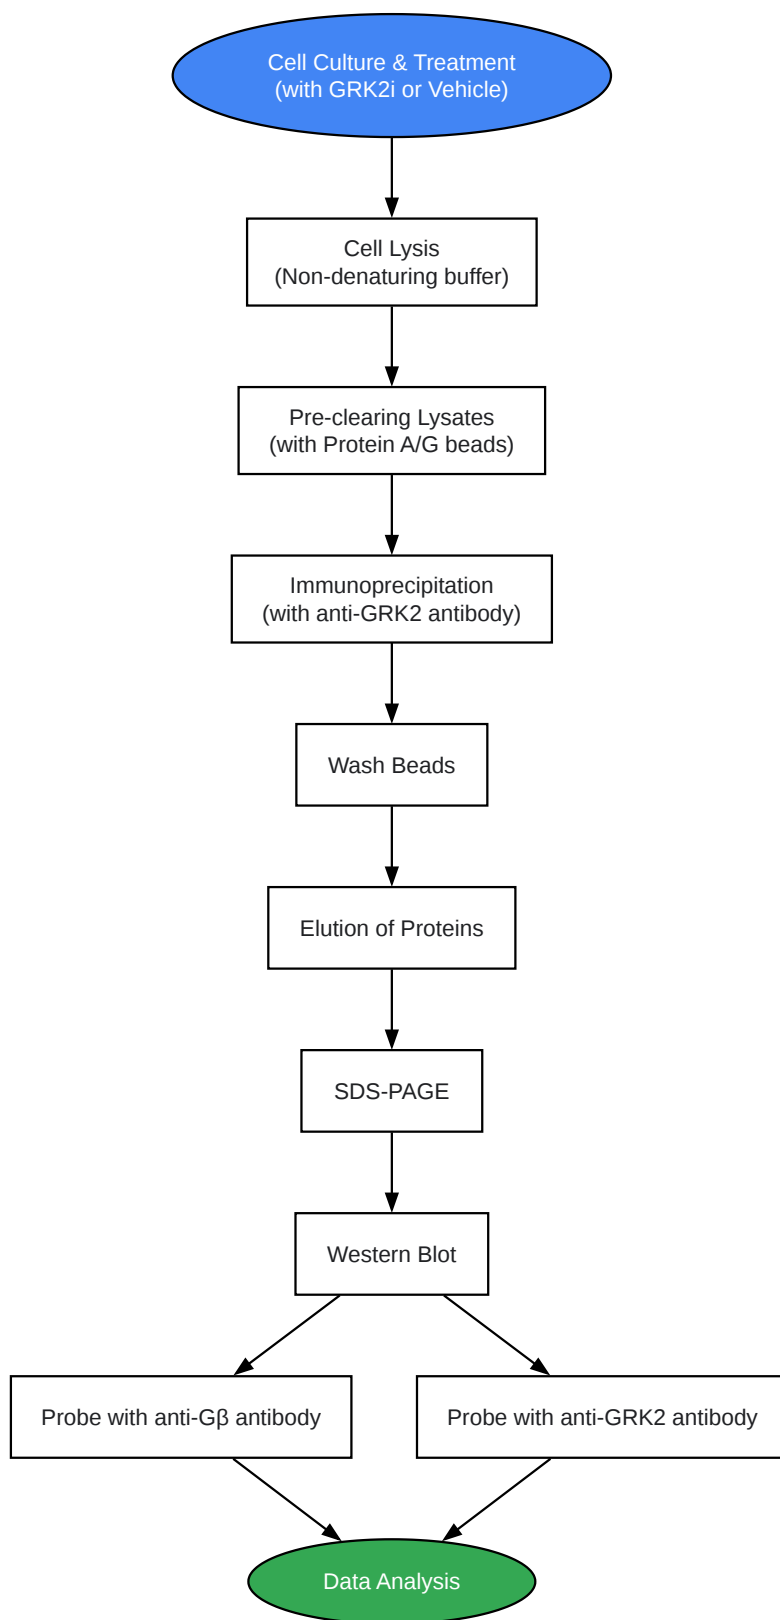 Cell Culture & Treatment
(with GRK2i or Vehicle)
Cell Lysis
(Non-denaturing buffer)
Pre-clearing Lysates
(with Protein A/G beads)
Immunoprecipitation
(with anti-GRK2 antibody)
Wash Beads
Elution of Proteins
SDS-PAGE
Western Blot
Probe with anti-Gβ antibody
Probe with anti-GRK2 antibody
Data Analysis